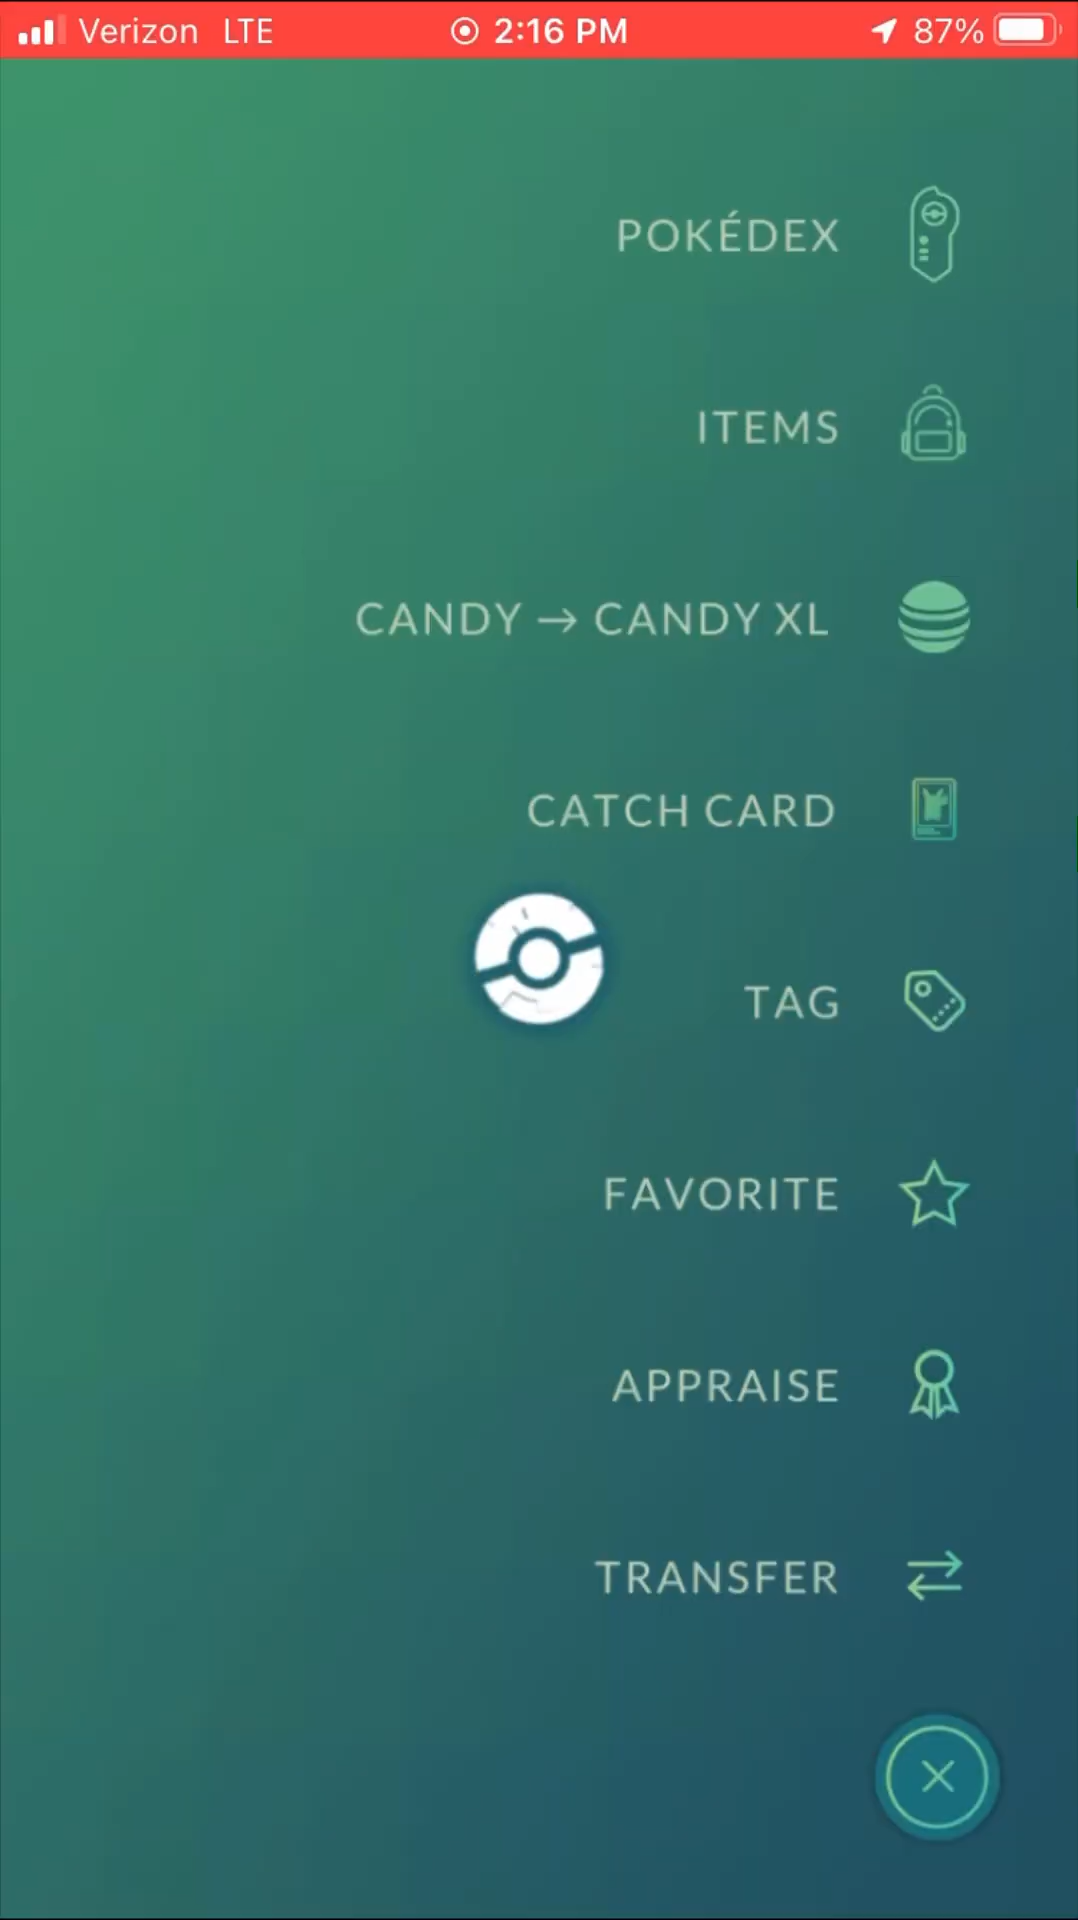 Verizon LTE 2:16 PM 87%
POKÉDEX
ITEMS
CANDY → CANDY XL
CATCH CARD
TAG
FAVORITE
APPRAISE
TRANSFER